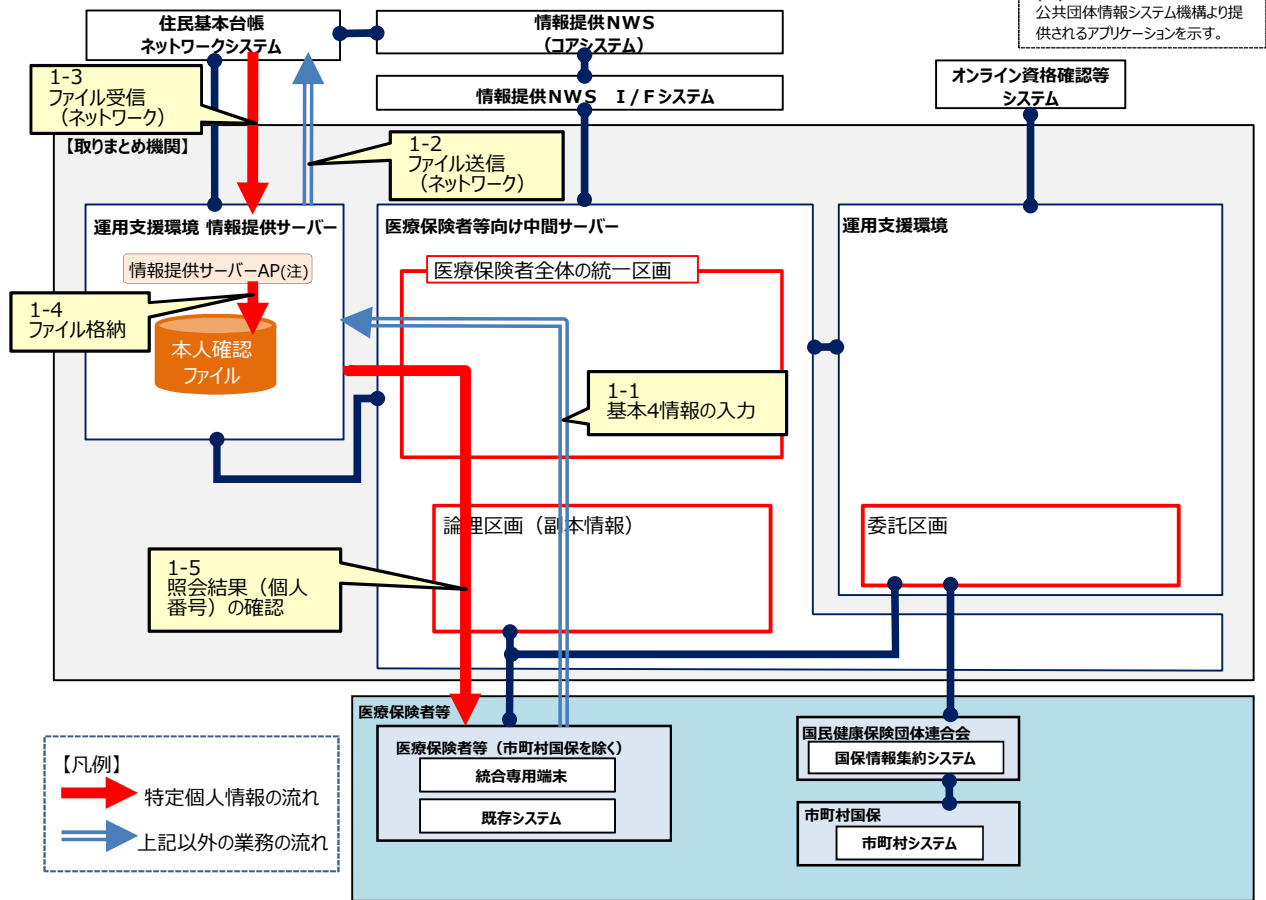 住民基本台帳
ネットワークシステム
情報提供NWS
（コアシステム）
公共団体情報システム機構より提
供されるアプリケーションを示す。
情報提供NWS I/Fシステム
オンライン資格確認等
システム
1-3
ファイル受信
（ネットワーク）
1-2
ファイル送信
（ネットワーク）
【取りまとめ機関】
運用支援環境 情報提供サーバー
医療保険者等向け中間サーバー
運用支援環境
情報提供サーバーAP(注)
医療保険者全体の統一区画
1-4
ファイル格納
本人確認
ファイル
1-1
基本4情報の入力
論理区画（副本情報）
委託区画
1-5
照会結果（個人
番号）の確認
医療保険者等
医療保険者等（市町村国保を除く）
統合専用端末
既存システム
国民健康保険団体連合会
国保情報集約システム
市町村国保
市町村システム
【凡例】
特定個人情報の流れ
上記以外の業務の流れ